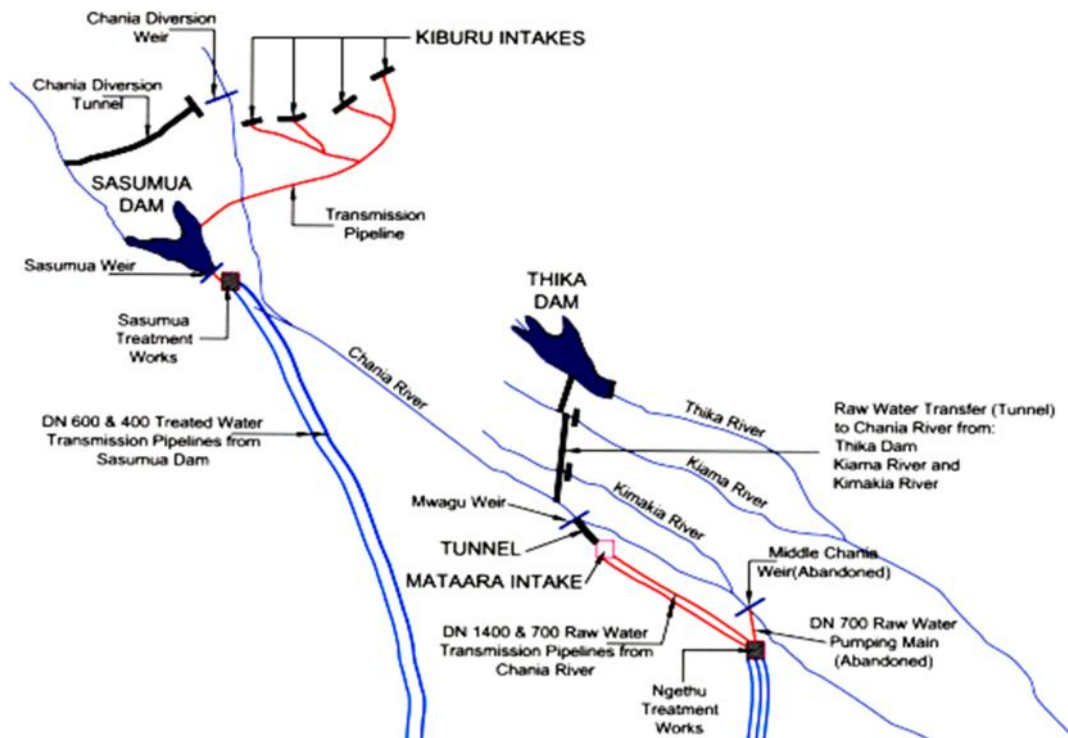 Chania Diversion
Weir
KIBURU INTAKES
Chania Diversion
Tunnel
SASUMUA
DAM
Transmission
Pipeline
Sasumua Weir
THIKA
DAM
Sasumua
Treatment
Works
Chania River
Thika River
Raw Water Transfer (Tunnel)
to Chania River from:
Thika Dam
Kiama River and
Kimakia River
DN 600 & 400 Treated Water
Transmission Pipelines from
Sasumua Dam
Kiama River
Kimakia River
Mwagu Weir
TUNNEL
MATAARA INTAKE
Middle Chania
Weir(Abandoned)
DN 1400 & 700 Raw Water
Transmission Pipelines from
Chania River
DN 700 Raw Water
Pumping Main
(Abandoned)
Ngethu
Treatment
Works